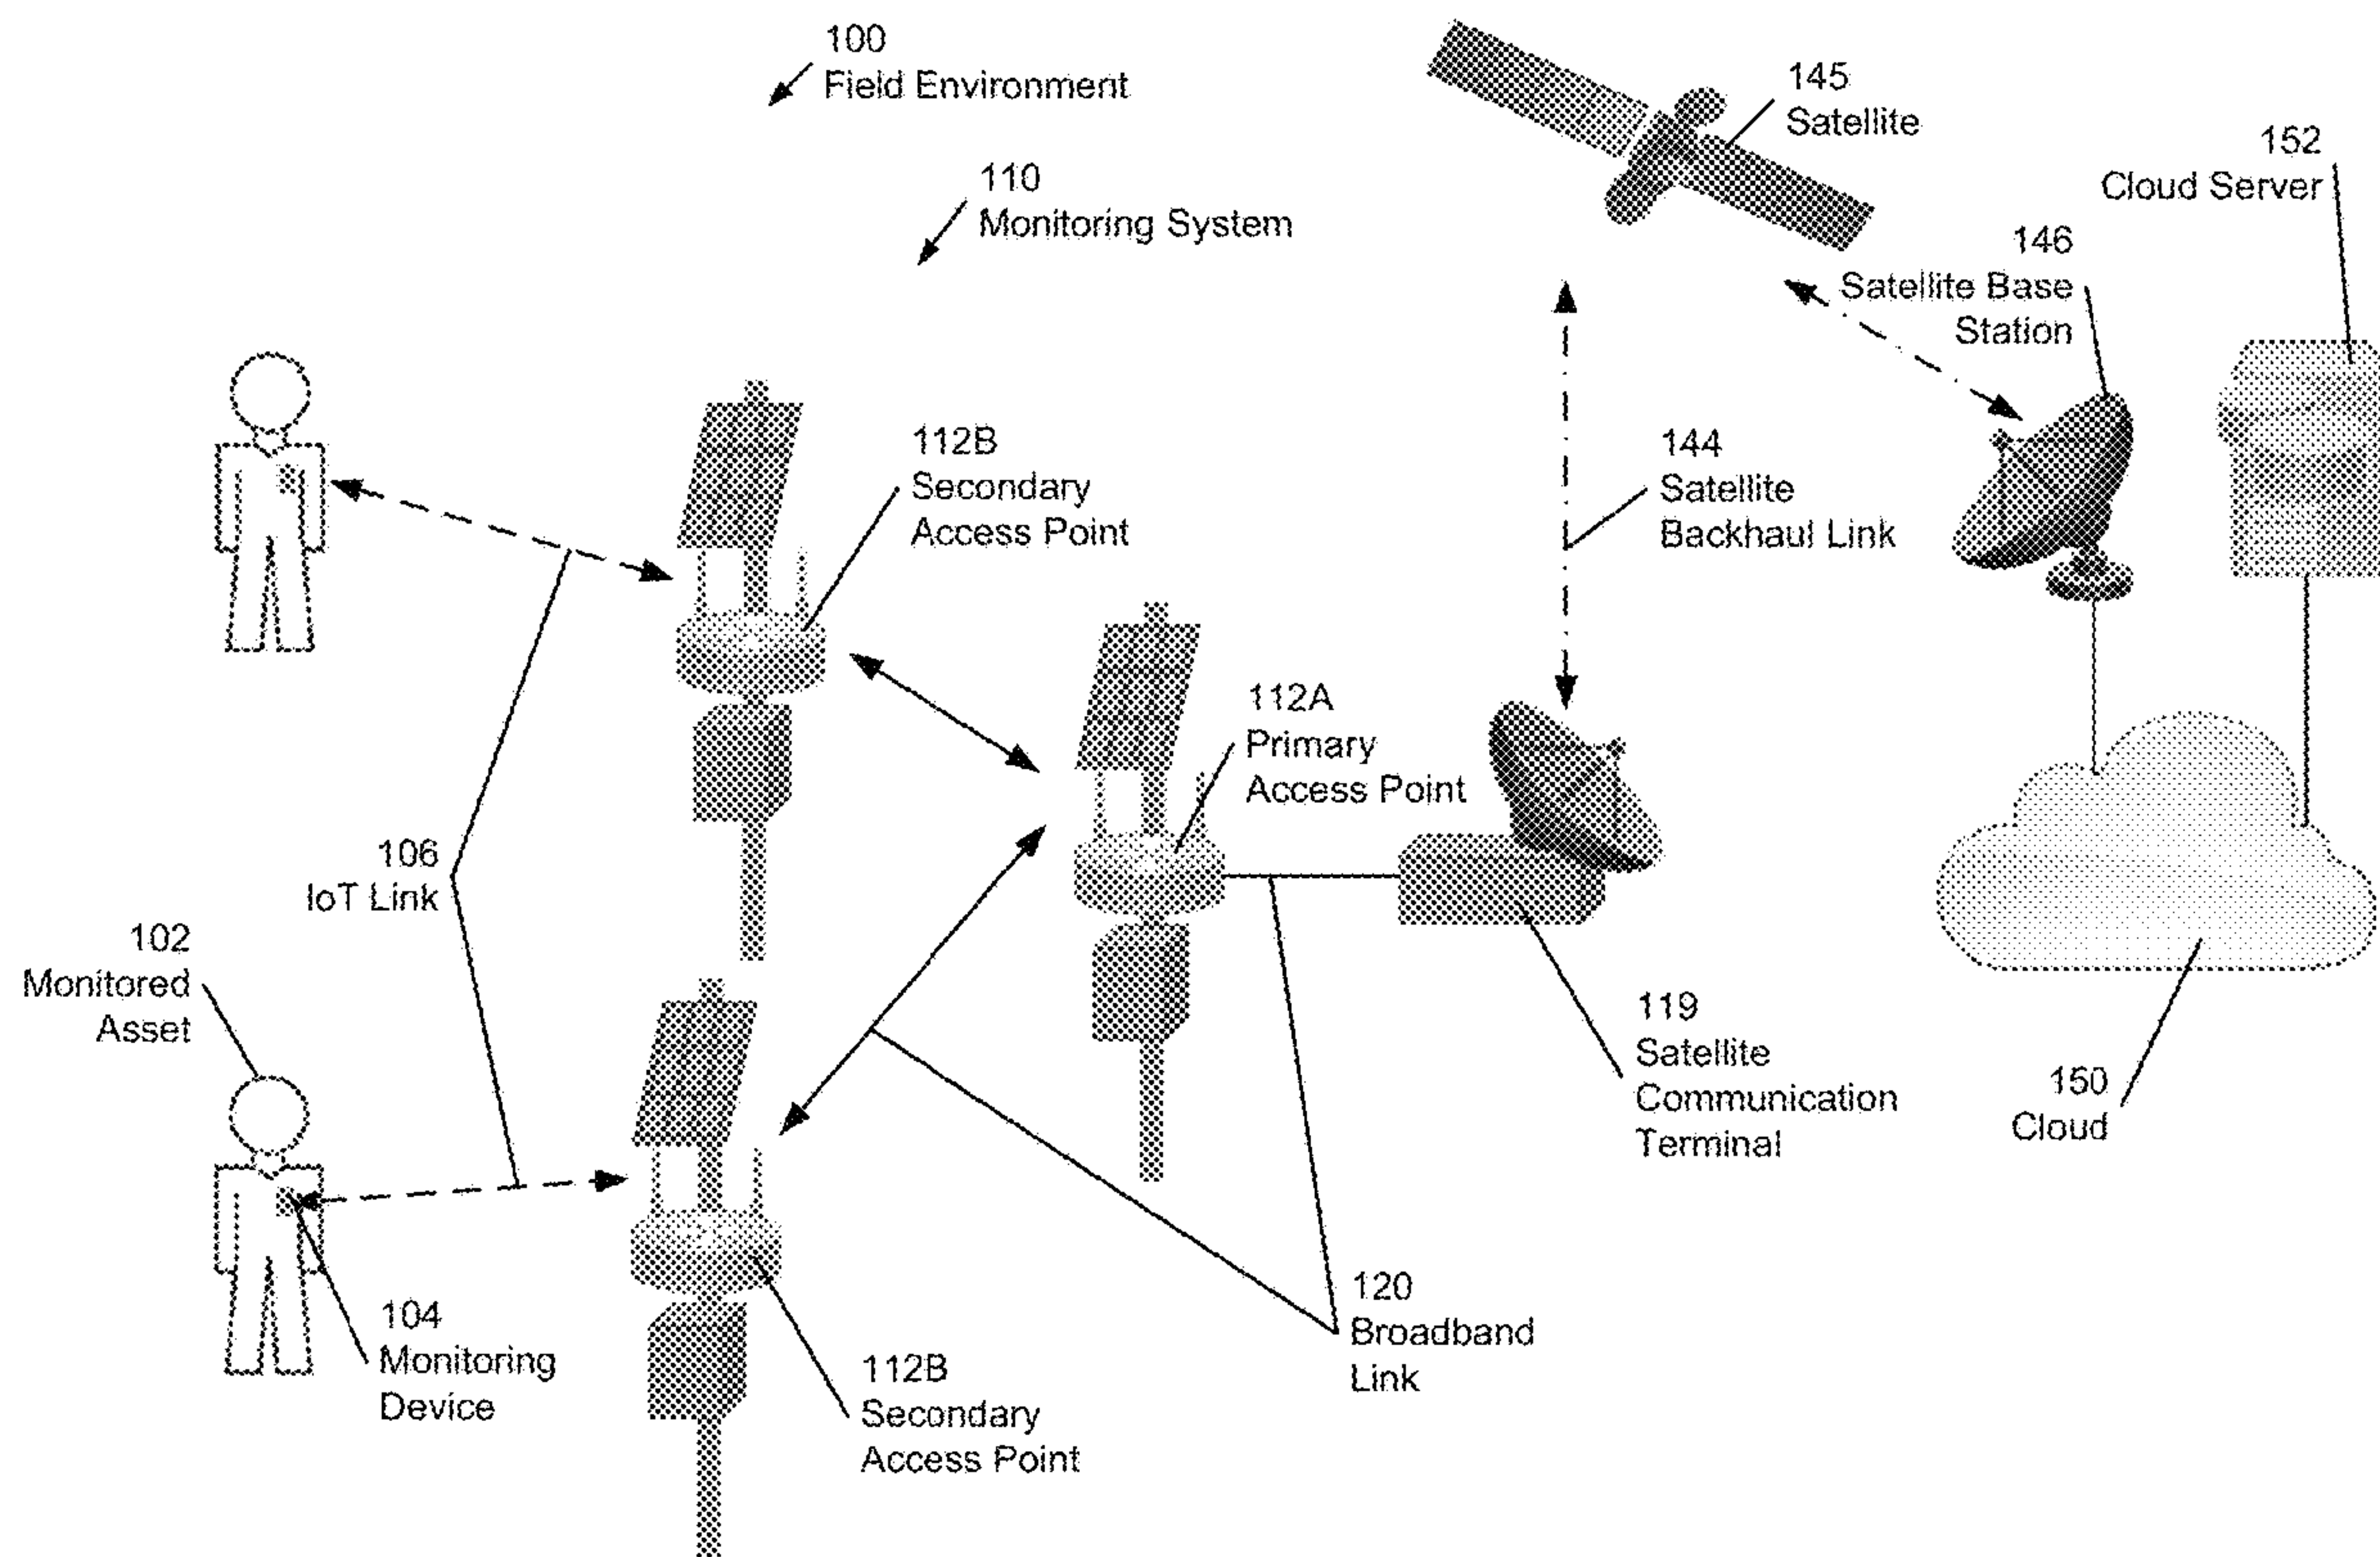 100
Field Environment
110
Monitoring System
145
Satellite
152
Cloud Server
146
Satellite Base
Station
112B
Secondary
Access Point
144
Satellite
Backhaul Link
112A
Primary
Access Point
106
IoT Link
102
Monitored
Asset
119
Satellite
Communication
Terminal
150
Cloud
104
Monitoring
Device
120
Broadband
Link
112B
Secondary
Access Point